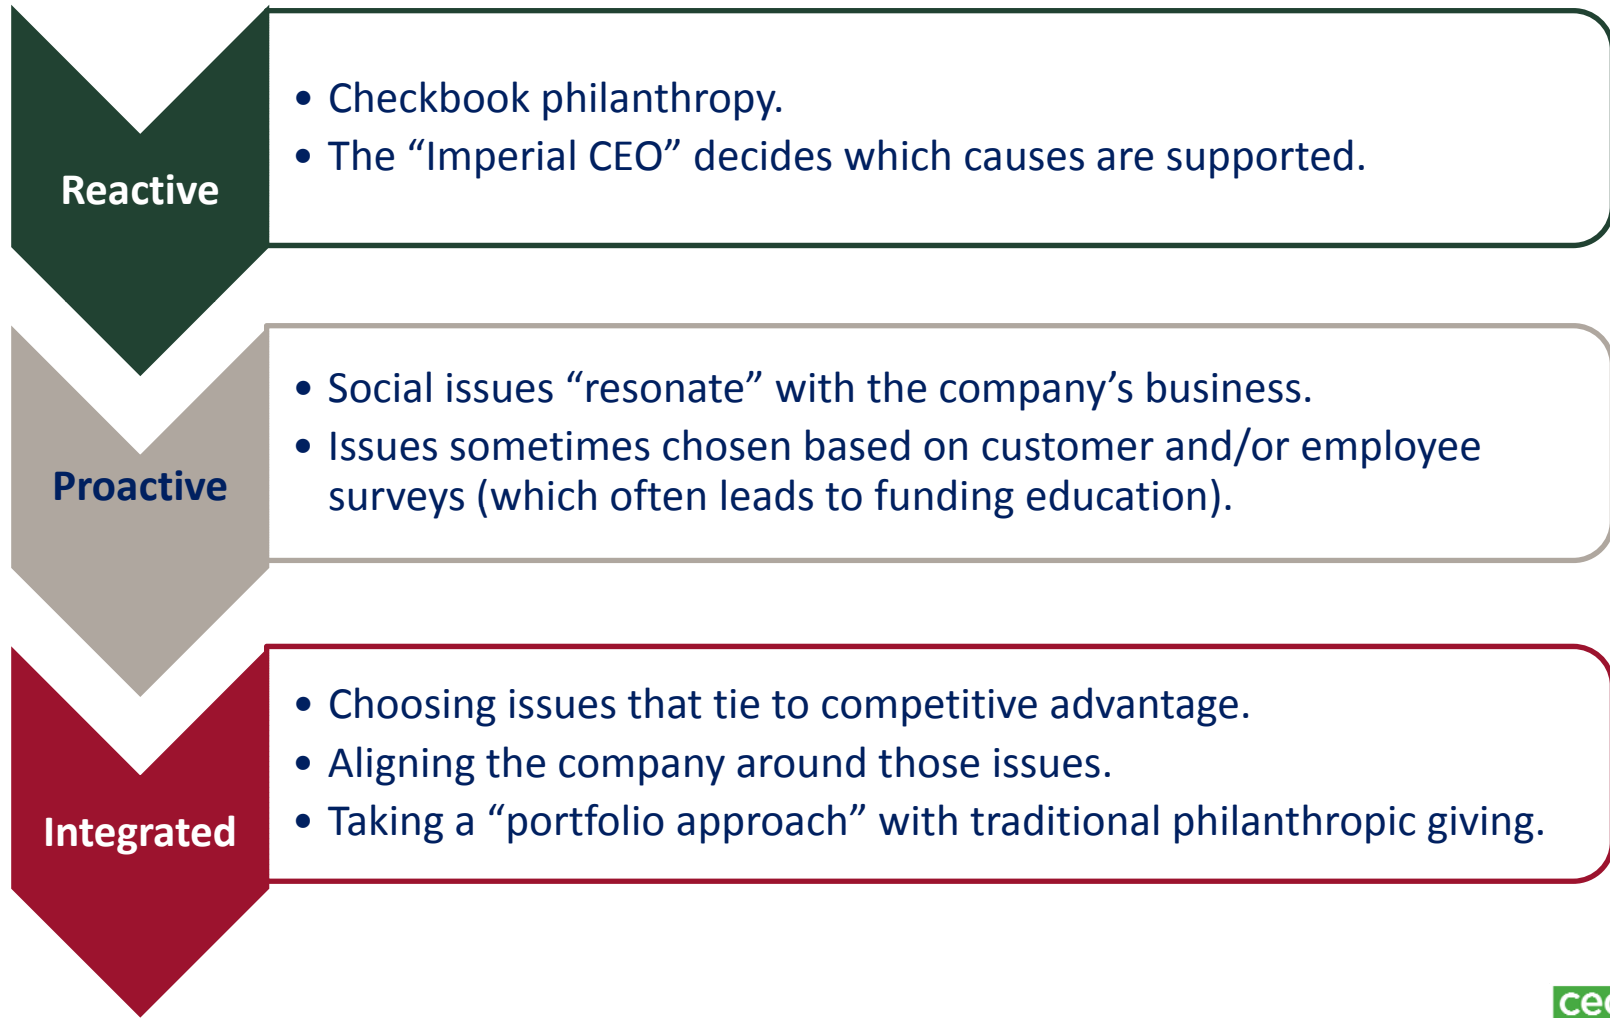 Reactive
• Checkbook philanthropy.
• The “Imperial CEO” decides which causes are supported.
Proactive
• Social issues “resonate” with the company’s business.
• Issues sometimes chosen based on customer and/or employee
surveys (which often leads to funding education).
Integrated
• Choosing issues that tie to competitive advantage.
• Aligning the company around those issues.
• Taking a “portfolio approach” with traditional philanthropic giving.